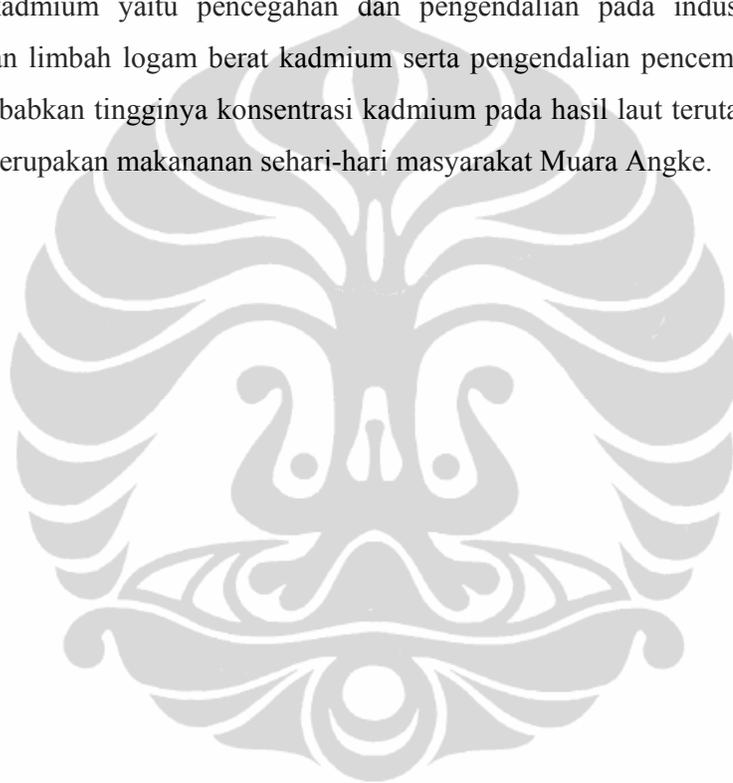 kadmium yaitu pencegahan dan pengendalian pada indus
limbah logam berat kadmium serta pengendalian pencem
babkan tingginya konsentrasi kadmium pada hasil laut teruta
erupakan makananan sehari-hari masyarakat Muara Angke.